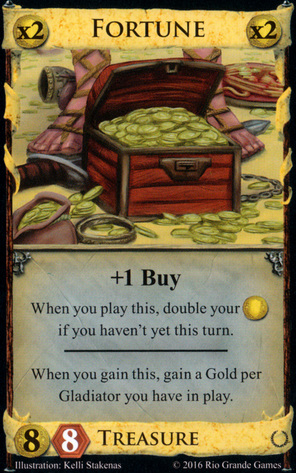 x2 FORTUNE x2
+1 Buy
When you play this, double your
if you haven't yet this turn.
When you gain this, gain a Gold per
Gladiator you have in play.
8 8 TREASURE
Illustration: Kelli Stakenas © 2016 Rio Grande Games